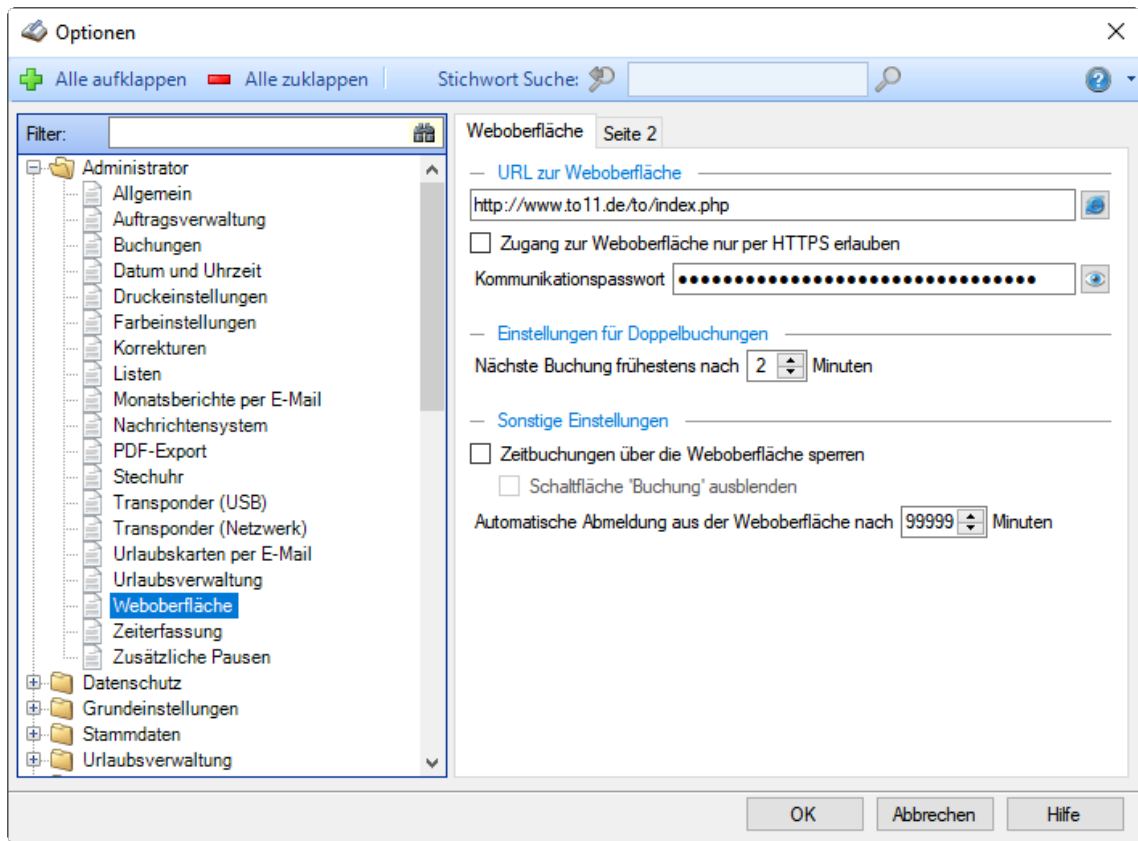 Optionen
Alle aufklappen Alle zuklappen Stichwort Suche:
Filter:
Administrator
Allgemein
Auftragsverwaltung
Buchungen
Datum und Uhrzeit
Druckeinstellungen
Farbeinstellungen
Korrekturen
Listen
Monatsberichte per E-Mail
Nachrichtensystem
PDF-Export
Stechuhr
Transponder (USB)
Transponder (Netzwerk)
Urlaubskarten per E-Mail
Urlaubsverwaltung
Weboberfläche
Zeiterfassung
Zusätzliche Pausen
Datenschutz
Grundeinstellungen
Stammdaten
Urlaubsverwaltung
Weboberfläche Seite 2
URL zur Weboberfläche
http://www.to11.de/to/index.php
Zugang zur Weboberfläche nur per HTTPS erlauben
Kommunikationspasswort ••••••••••••••••••••••••••••••••
Einstellungen für Doppelbuchungen
Nächste Buchung frühestens nach 2 Minuten
Sonstige Einstellungen
Zeitbuchungen über die Weboberfläche sperren
Schaltfläche 'Buchung' ausblenden
Automatische Abmeldung aus der Weboberfläche nach 99999 Minuten
OK Abbrechen Hilfe